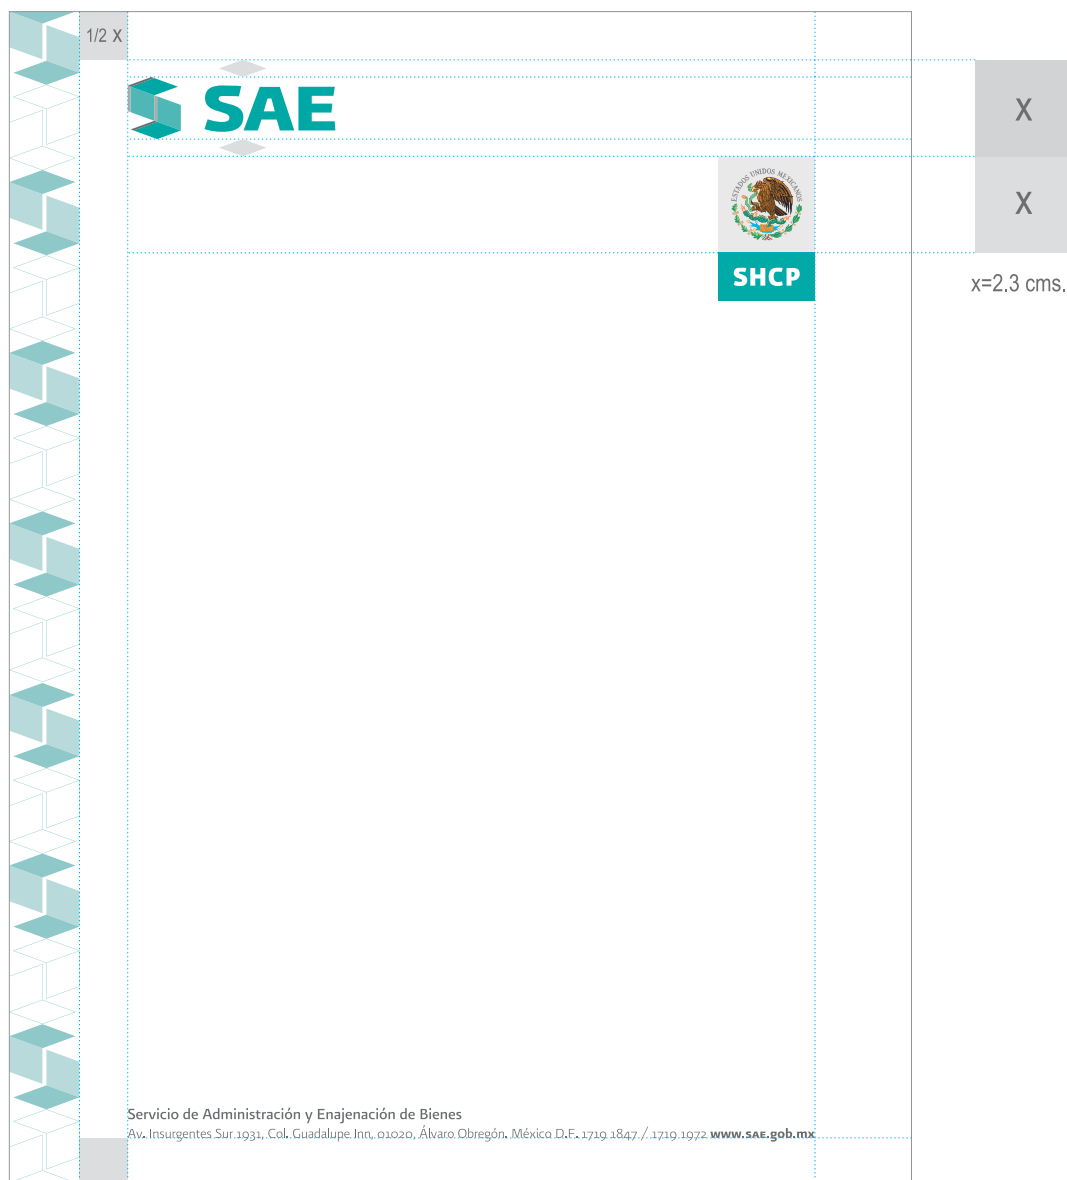 1/2 X
SAE
X
ESTADOS UNIDOS MEXICANOS
X
SHCP
x=2.3 cms.
Servicio de Administración y Enajenación de Bienes
Av. Insurgentes Sur 1931, Col. Guadalupe Inn, 01020, Álvaro Obregón. México D.F. 1719 1847 / 1719 1972 www.SAE.gob.mx